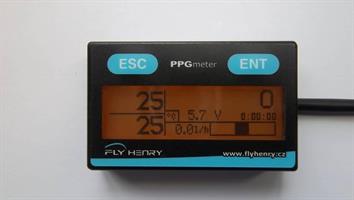 ESC PPGmeter ENT
25 0
25 °C 5.7 V 0:00:00
0.0l/h
FLY HENRY www.flyhenry.cz